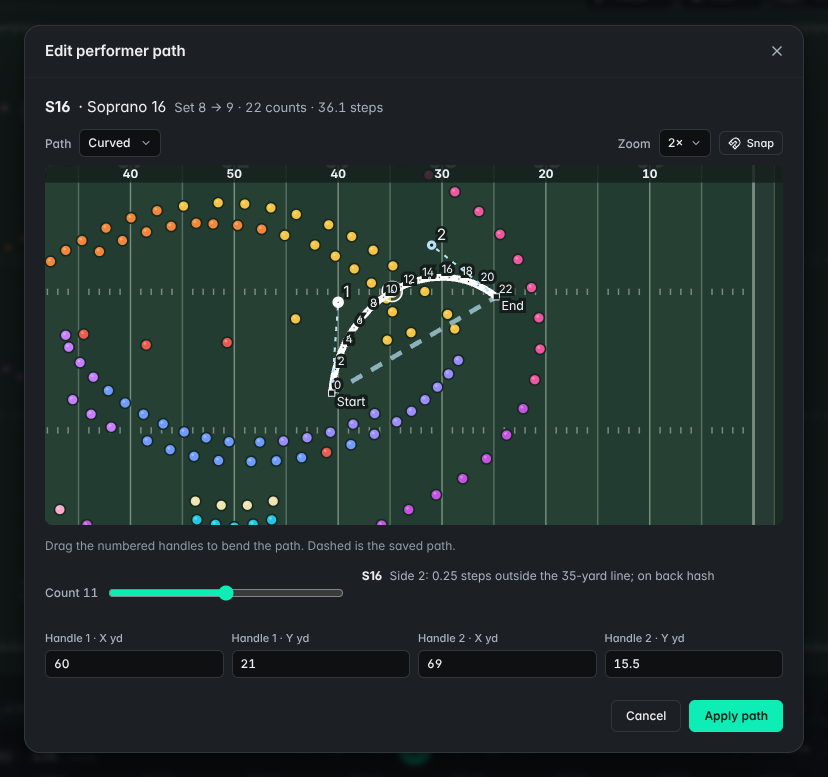 Edit performer path
S16 · Soprano 16 Set 8 → 9 · 22 counts · 36.1 steps
Path Curved Zoom 2× Snap
40 50 40 30 20 10
2
1
0 2 4 6 8 10 12 14 16 18 20 22
End
Start
Drag the numbered handles to bend the path. Dashed is the saved path.
S16 Side 2: 0.25 steps outside the 35-yard line; on back hash
Count 11
Handle 1 · X yd Handle 1 · Y yd Handle 2 · X yd Handle 2 · Y yd
60 21 69 15.5
Cancel Apply path